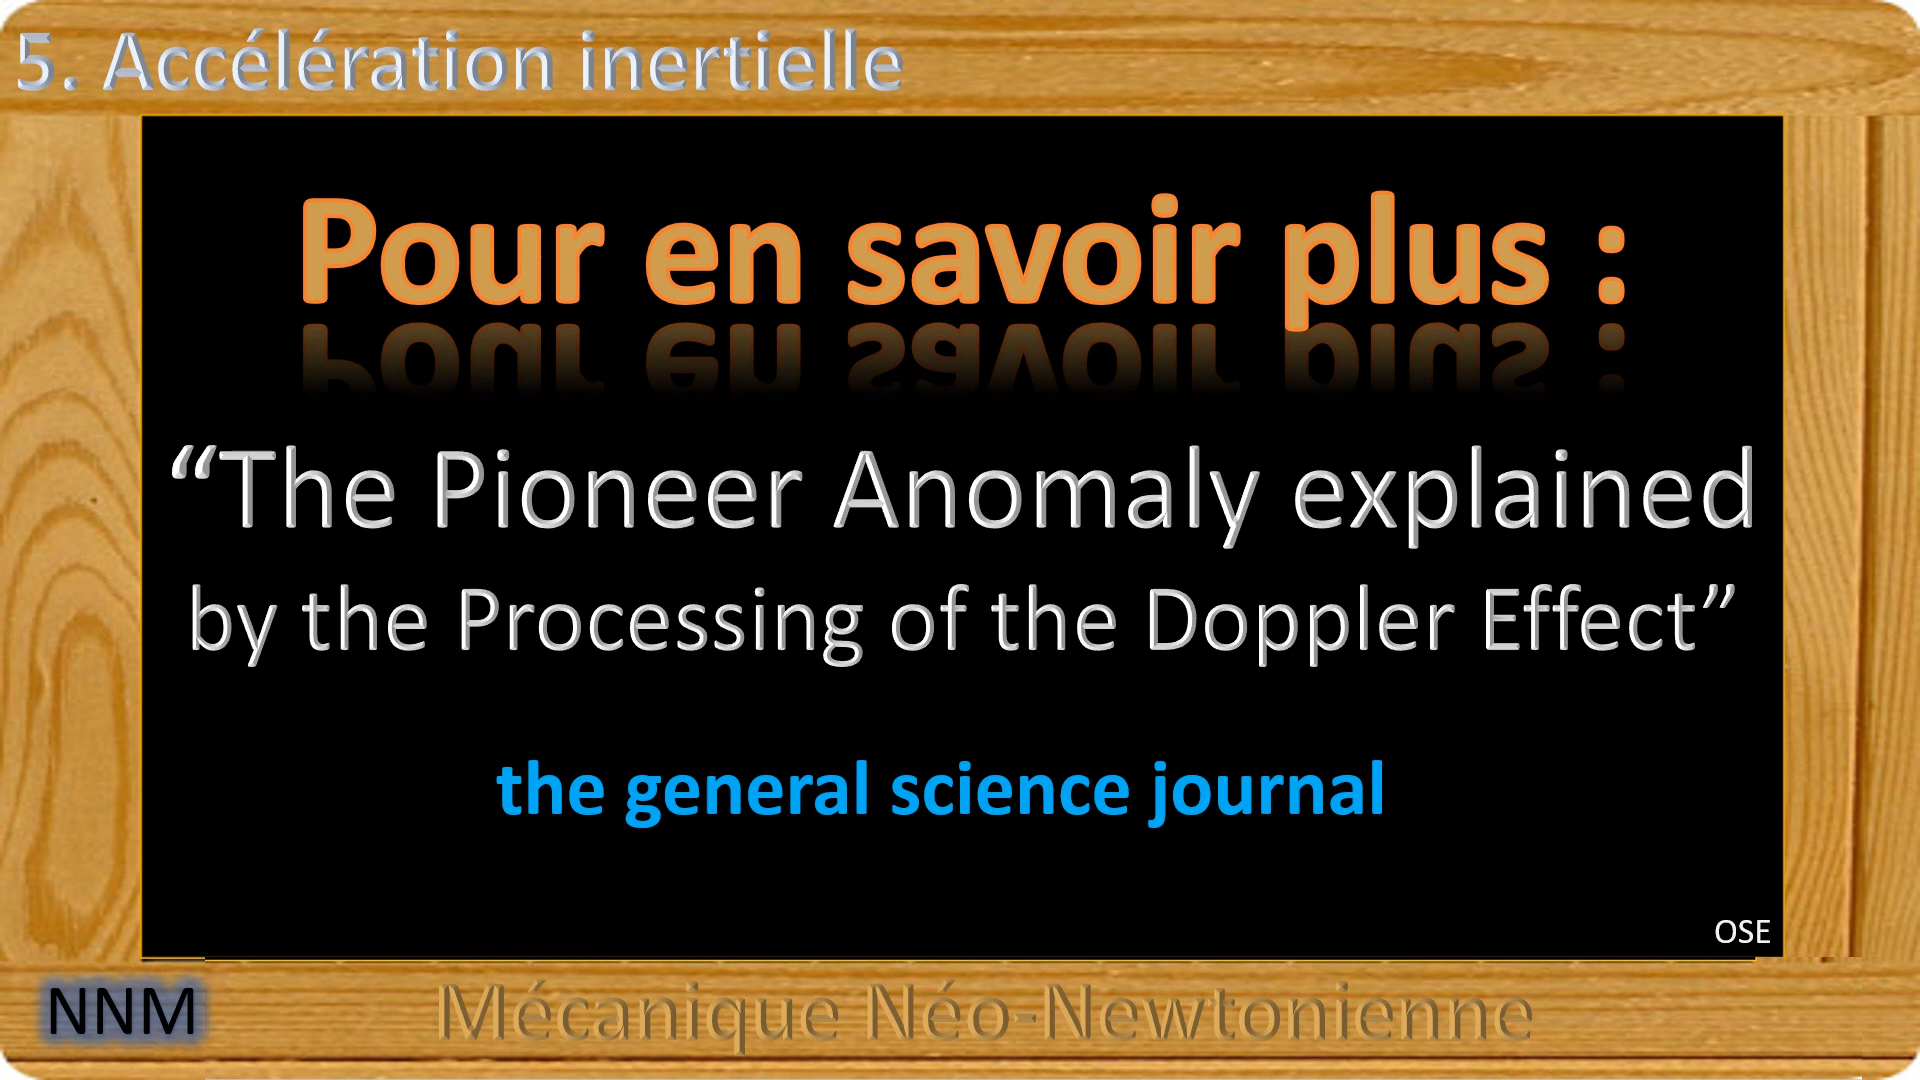 5. Accélération inertielle
Pour en savoir plus :
“The Pioneer Anomaly explained
by the Processing of the Doppler Effect”
the general science journal
OSE
NNM
Mécanique Néo-Newtonienne